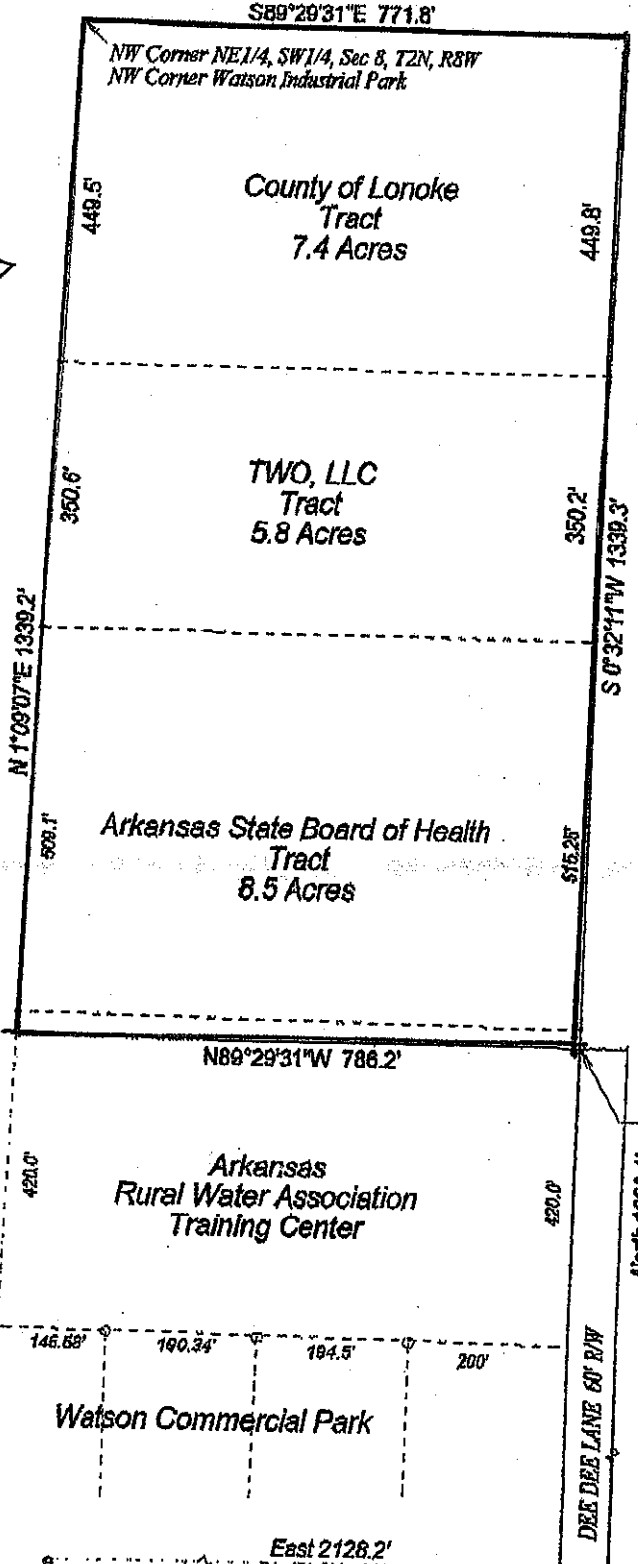 S89°29'31"E 771.8'
NW Corner NE1/4, SW1/4, Sec 8, T2N, R8W
NW Corner Watson Industrial Park
449.5'
County of Lonoke
Tract
7.4 Acres
449.8'
350.6'
TWO, LLC
Tract
5.8 Acres
350.2'
N 1°09'07"E 1339.2'
S 0°32'11"W 1339.3'
509.1'
Arkansas State Board of Health
Tract
8.5 Acres
515.28'
N89°29'31"W 786.2'
420.0'
Arkansas
Rural Water Association
Training Center
420.0'
North
146.68'
190.34'
194.5'
200'
Watson Commercial Park
DEE DEE LANE 60' R/W
East 2128.2'